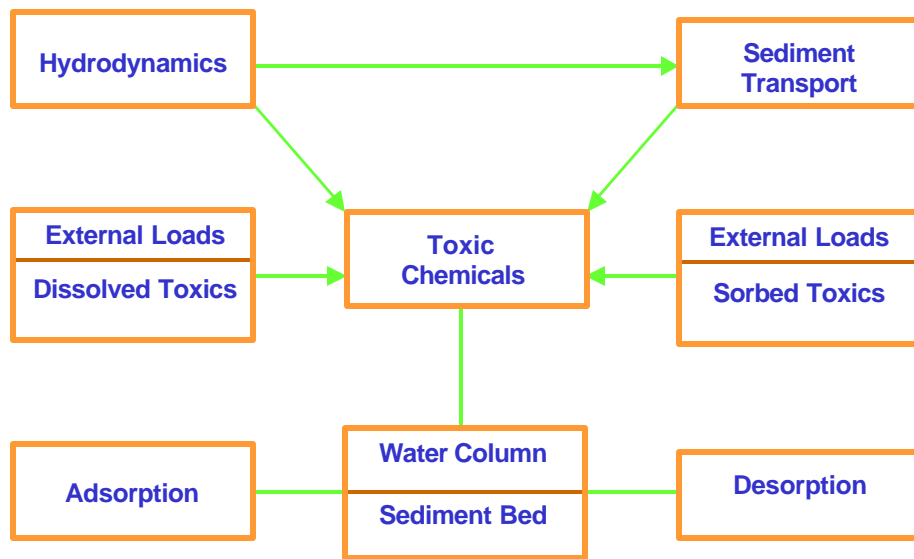 Hydrodynamics
Sediment
Transport
External Loads
Dissolved Toxics
Toxic
Chemicals
External Loads
Sorbed Toxics
Adsorption
Water Column
Sediment Bed
Desorption